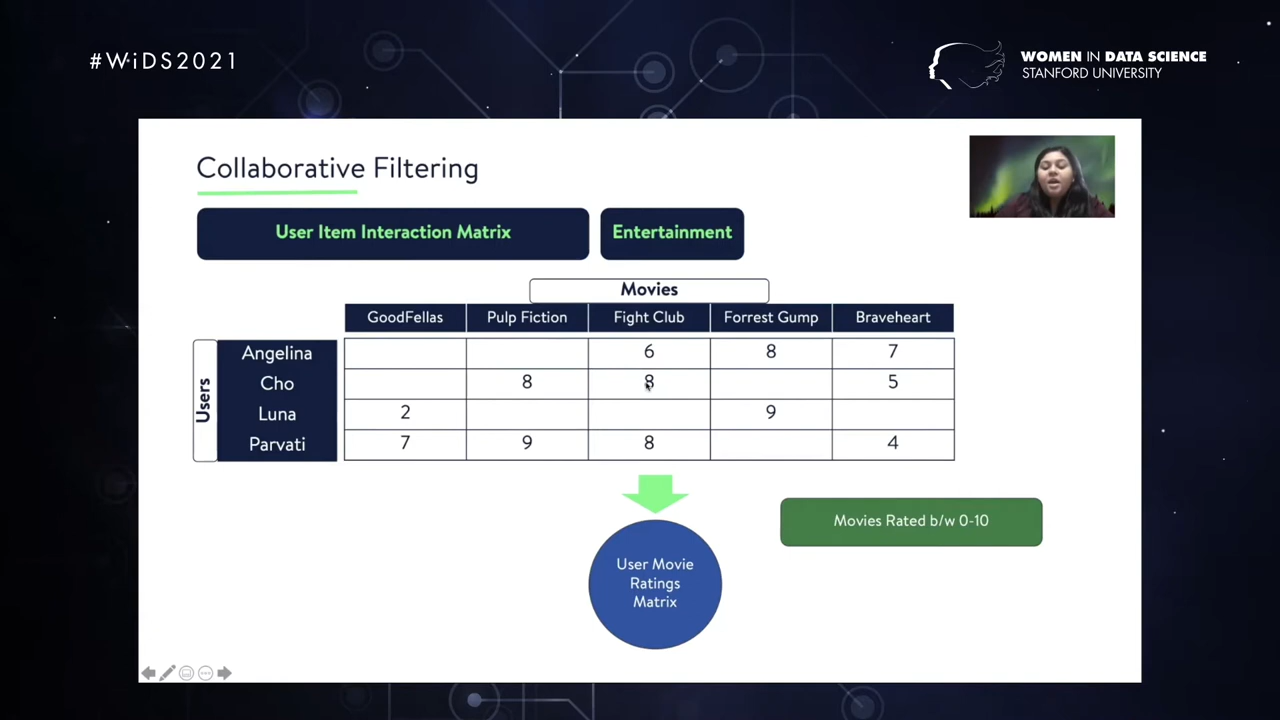 #WiDS2021
WOMEN IN DATA SCIENCE
STANFORD UNIVERSITY
Collaborative Filtering
User Item Interaction Matrix
Entertainment
Movies
GoodFellas Pulp Fiction Fight Club Forrest Gump Braveheart
Users
Angelina 6 8 7
Cho 8 8 5
Luna 2 9
Parvati 7 9 8 4
Movies Rated b/w 0-10
User Movie
Ratings
Matrix